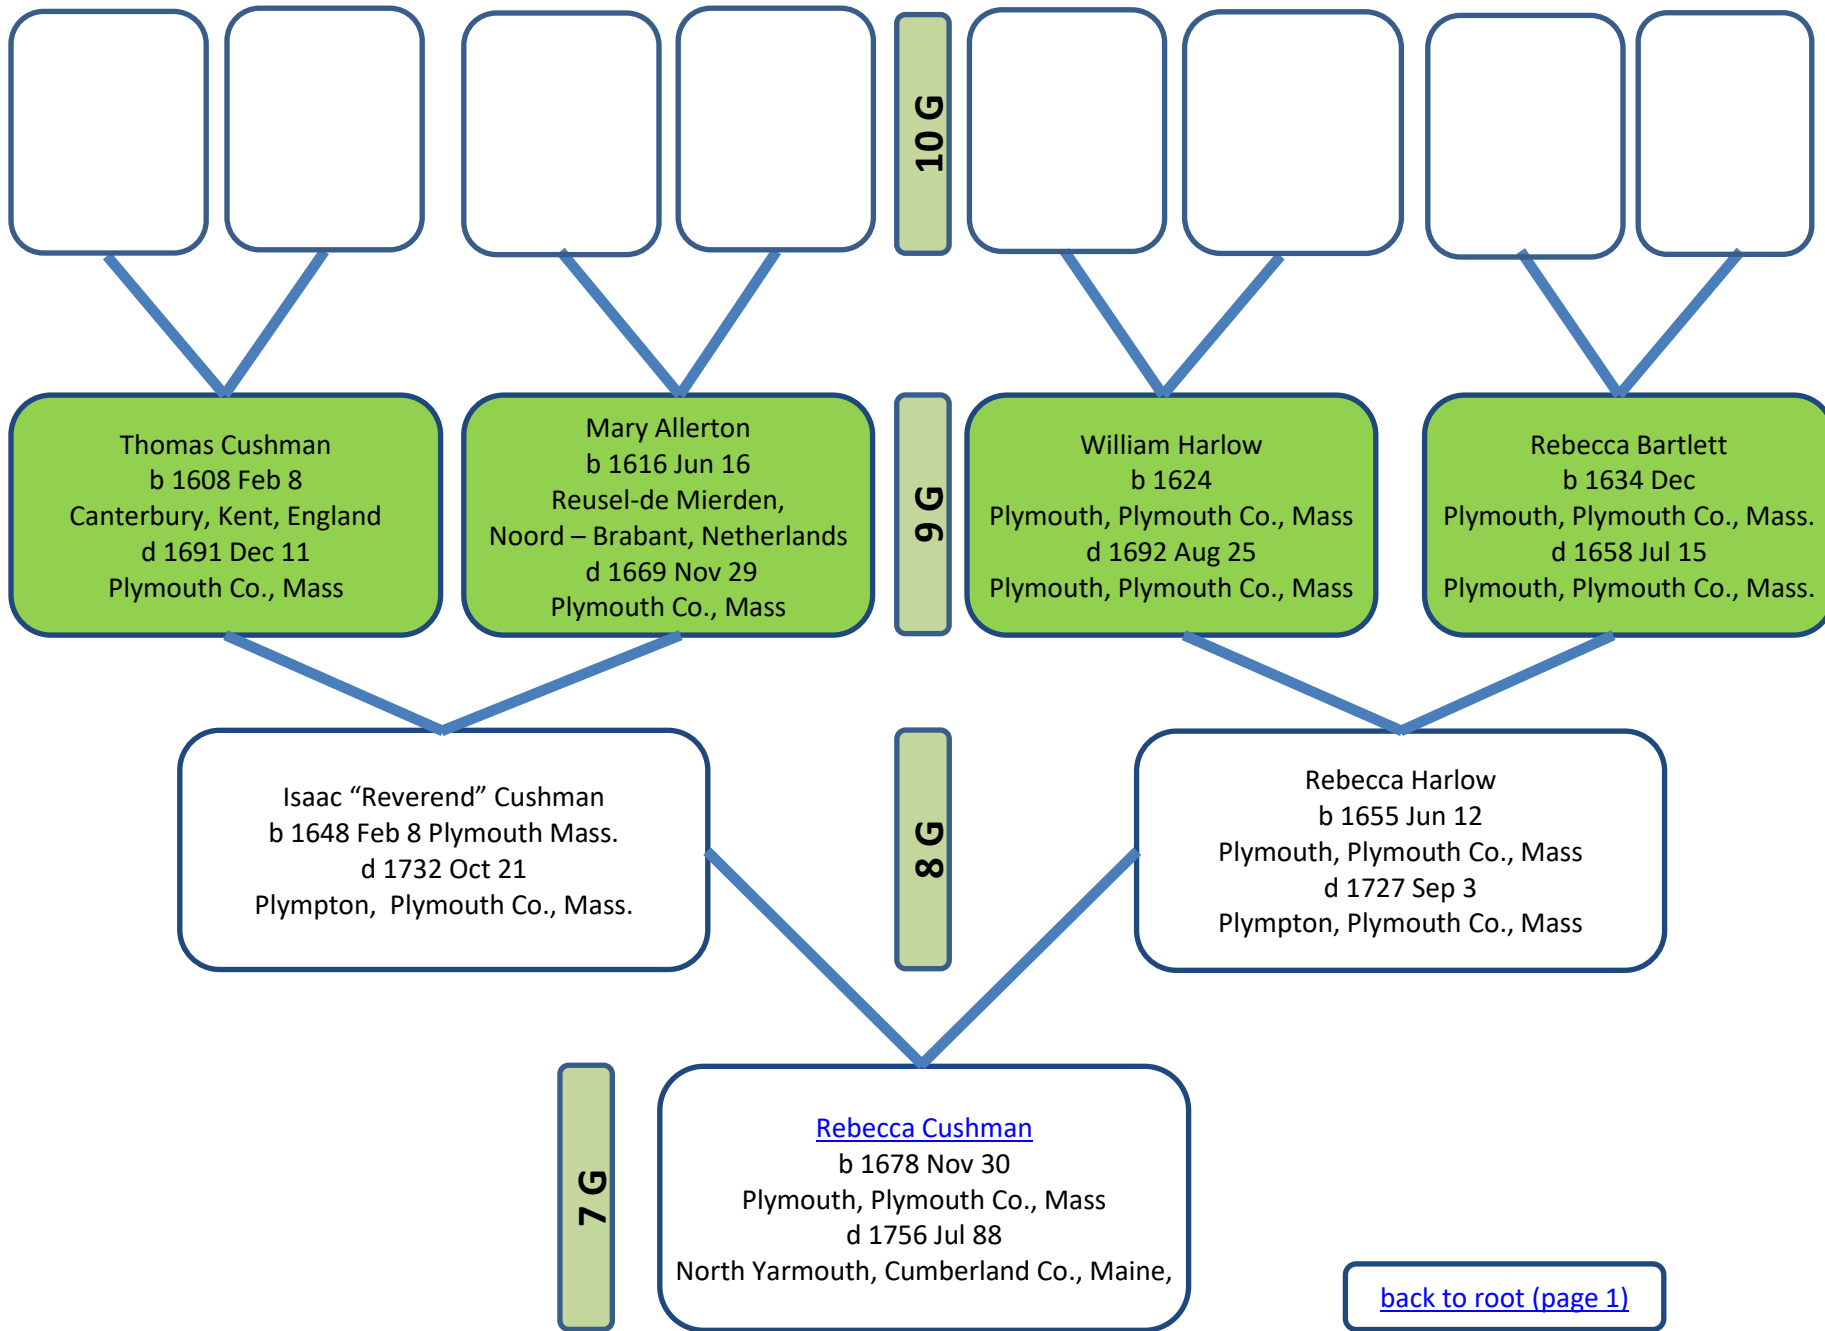 10 G
Thomas Cushman
b 1608 Feb 8
Canterbury, Kent, England
d 1691 Dec 11
Plymouth Co., Mass
Mary Allerton
b 1616 Jun 16
Reusel-de Mierden,
Noord – Brabant, Netherlands
d 1669 Nov 29
Plymouth Co., Mass
9 G
William Harlow
b 1624
Plymouth, Plymouth Co., Mass
d 1692 Aug 25
Plymouth, Plymouth Co., Mass
Rebecca Bartlett
b 1634 Dec
Plymouth, Plymouth Co., Mass.
d 1658 Jul 15
Plymouth, Plymouth Co., Mass.
Isaac “Reverend” Cushman
b 1648 Feb 8 Plymouth Mass.
d 1732 Oct 21
Plympton,  Plymouth Co., Mass.
8 G
Rebecca Harlow
b 1655 Jun 12
Plymouth, Plymouth Co., Mass
d 1727 Sep 3
Plympton, Plymouth Co., Mass
7 G
Rebecca Cushman
b 1678 Nov 30
Plymouth, Plymouth Co., Mass
d 1756 Jul 88
North Yarmouth, Cumberland Co., Maine,
back to root (page 1)